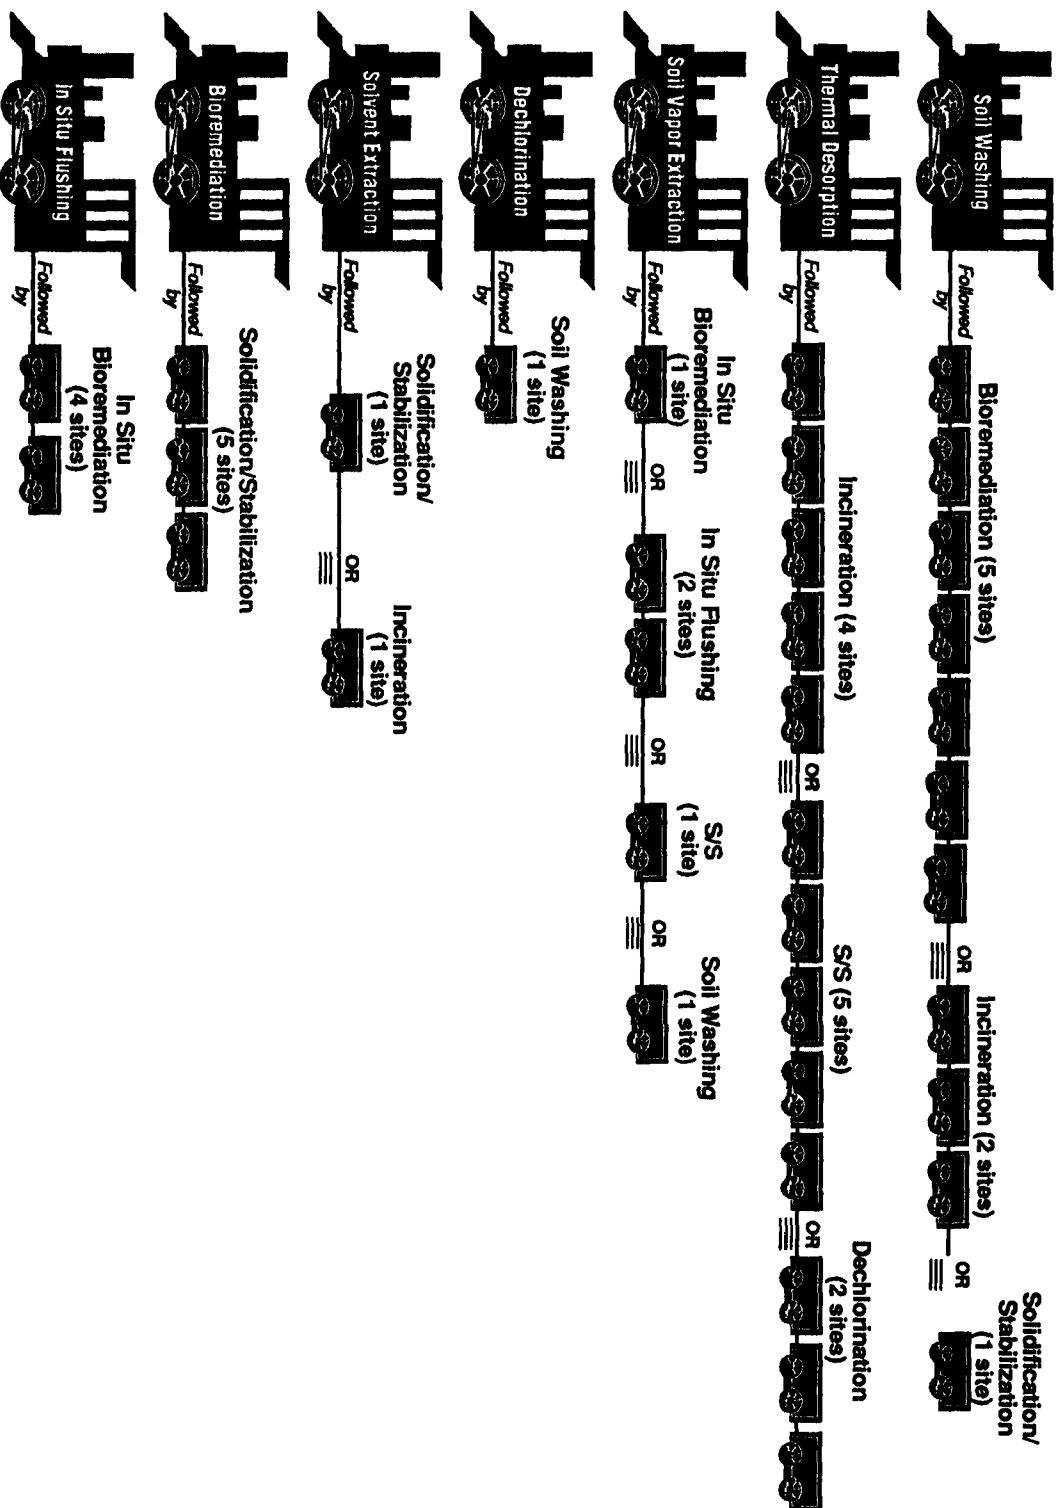 Soil Washing
Followed
by
Bioremediation (5 sites)
OR
Incineration (2 sites)
OR
Solidification/
Stabilization
(1 site)
Thermal Desorption
Followed
by
Incineration (4 sites)
OR
S/S (5 sites)
OR
Dechlorination
(2 sites)
Soil Vapor Extraction
Followed
by
In Situ
Bioremediation
(1 site)
OR
In Situ Flushing
(2 sites)
OR
S/S
(1 site)
OR
Soil Washing
(1 site)
Dechlorination
Followed
by
Soil Washing
(1 site)
Solvent Extraction
Followed
by
Solidification/
Stabilization
(1 site)
OR
Incineration
(1 site)
Bioremediation
Followed
by
Solidification/Stabilization
(5 sites)
In Situ Flushing
Followed
by
In Situ
Bioremediation
(4 sites)